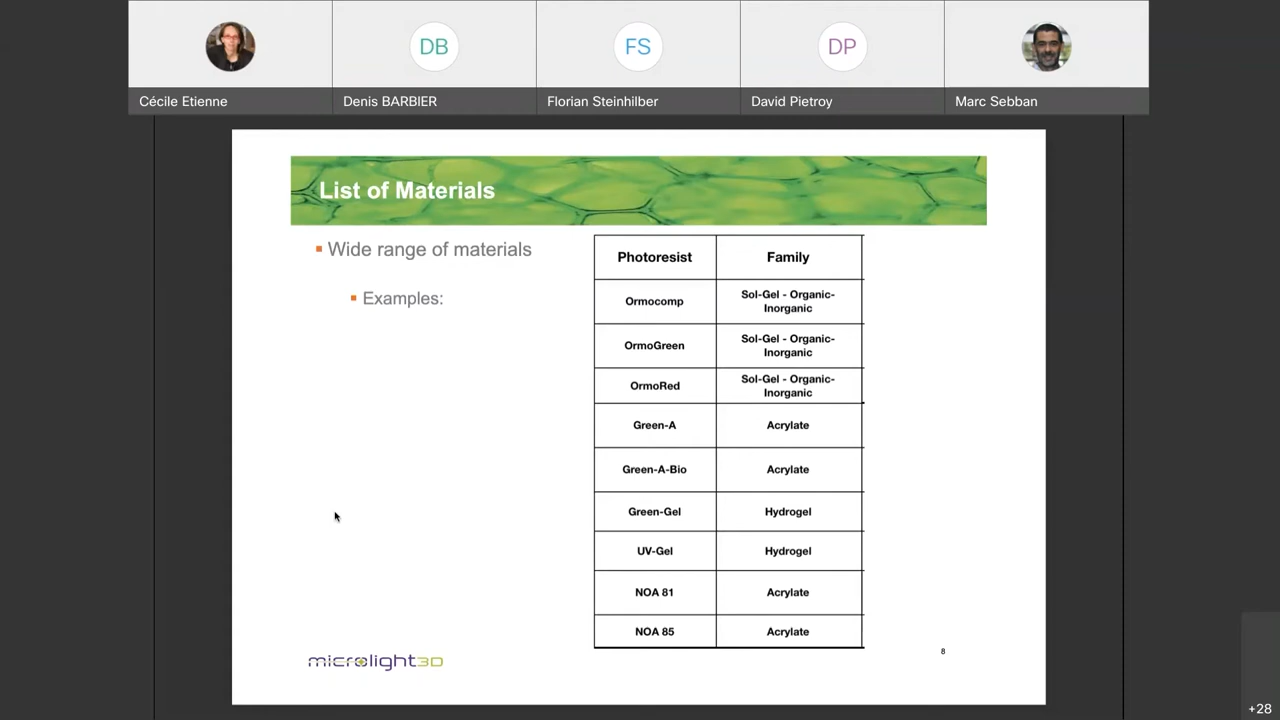 DB
FS
DP
Cécile Etienne
Denis BARBIER
Florian Steinhilber
David Pietroy
Marc Sebban
List of Materials
Wide range of materials
Examples:
Photoresist
Family
Ormocomp
Sol-Gel - Organic-
Inorganic
OrmoGreen
Sol-Gel - Organic-
Inorganic
OrmoRed
Sol-Gel - Organic-
Inorganic
Green-A
Acrylate
Green-A-Bio
Acrylate
Green-Gel
Hydrogel
UV-Gel
Hydrogel
NOA 81
Acrylate
NOA 85
Acrylate
microlight3D
8
+28